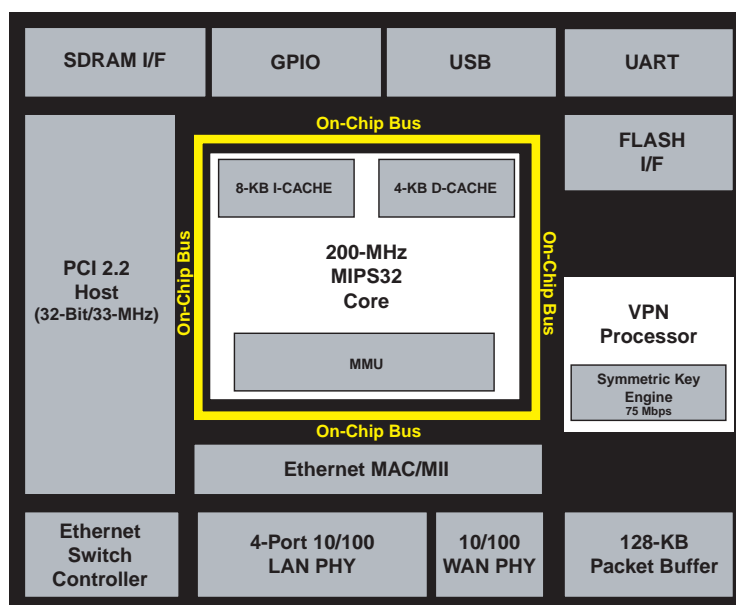 SDRAM I/F
GPIO
USB
UART
On-Chip Bus
FLASH
I/F
8-KB I-CACHE
4-KB D-CACHE
PCI 2.2
Host
(32-Bit/33-MHz)
On-Chip Bus
200-MHz
MIPS32
Core
On-Chip Bus
MMU
VPN
Processor
Symmetric Key
Engine
75 Mbps
On-Chip Bus
Ethernet MAC/MII
Ethernet
Switch
Controller
4-Port 10/100
LAN PHY
10/100
WAN PHY
128-KB
Packet Buffer